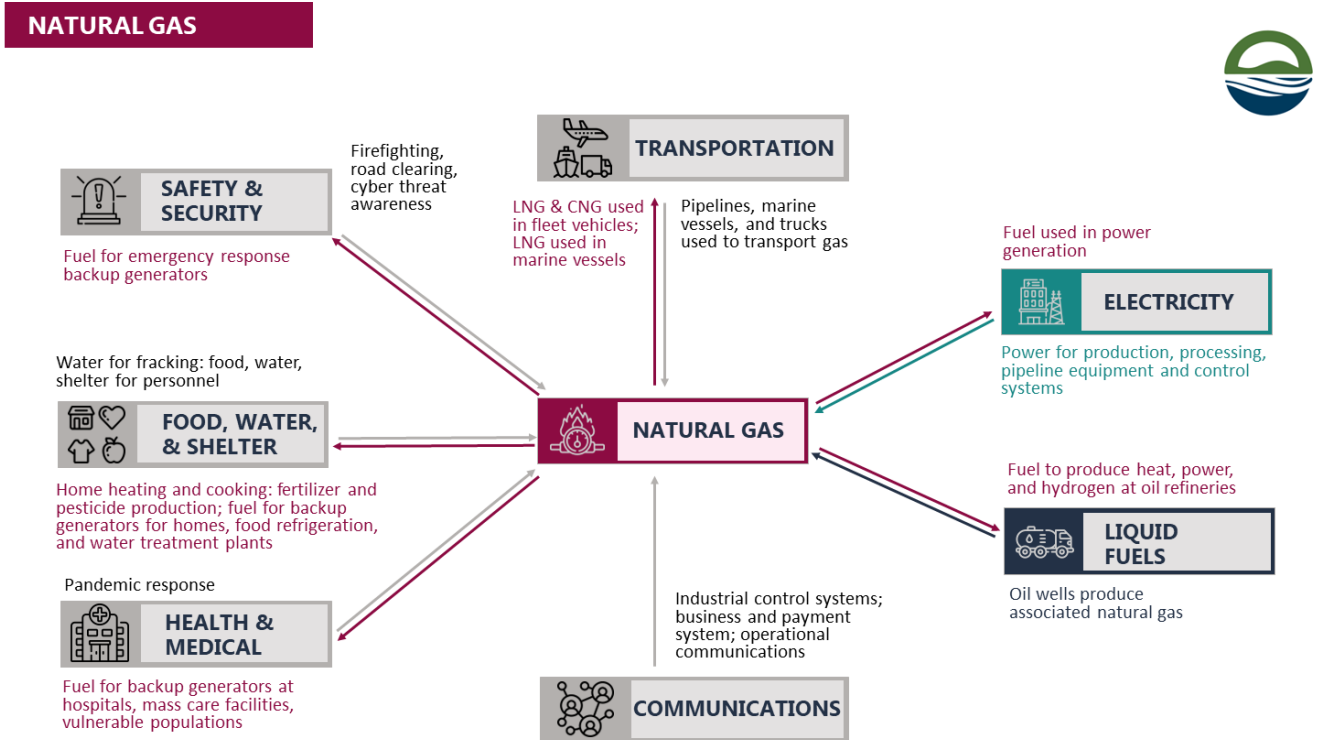 NATURAL GAS
TRANSPORTATION
LNG & CNG used
in fleet vehicles;
LNG used in
marine vessels
Pipelines, marine
vessels, and trucks
used to transport gas
Firefighting,
road clearing,
cyber threat
awareness
SAFETY &
SECURITY
Fuel for emergency response
backup generators
Fuel used in power
generation
ELECTRICITY
Power for production, processing,
pipeline equipment and control
systems
Water for fracking: food, water,
shelter for personnel
FOOD, WATER,
& SHELTER
Home heating and cooking: fertilizer and
pesticide production; fuel for backup
generators for homes, food refrigeration,
and water treatment plants
NATURAL GAS
Fuel to produce heat, power,
and hydrogen at oil refineries
LIQUID
FUELS
Oil wells produce
associated natural gas
Pandemic response
HEALTH &
MEDICAL
Fuel for backup generators at
hospitals, mass care facilities,
vulnerable populations
Industrial control systems;
business and payment
system; operational
communications
COMMUNICATIONS